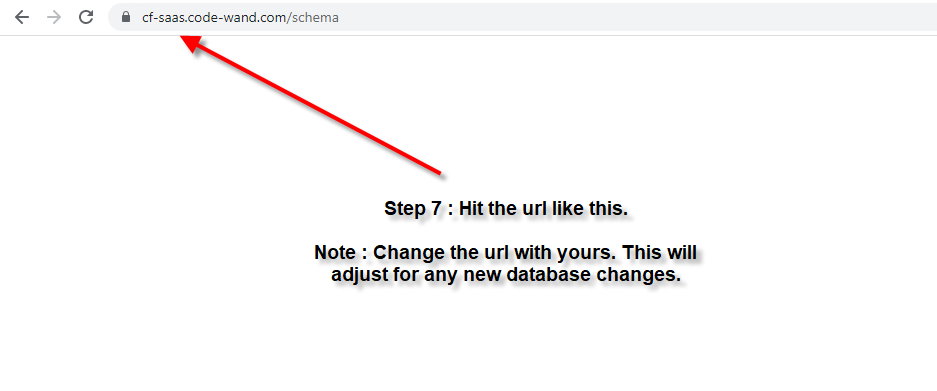 cf-saas.code-wand.com/schema
Step 7 : Hit the url like this.
Note : Change the url with yours. This will
adjust for any new database changes.